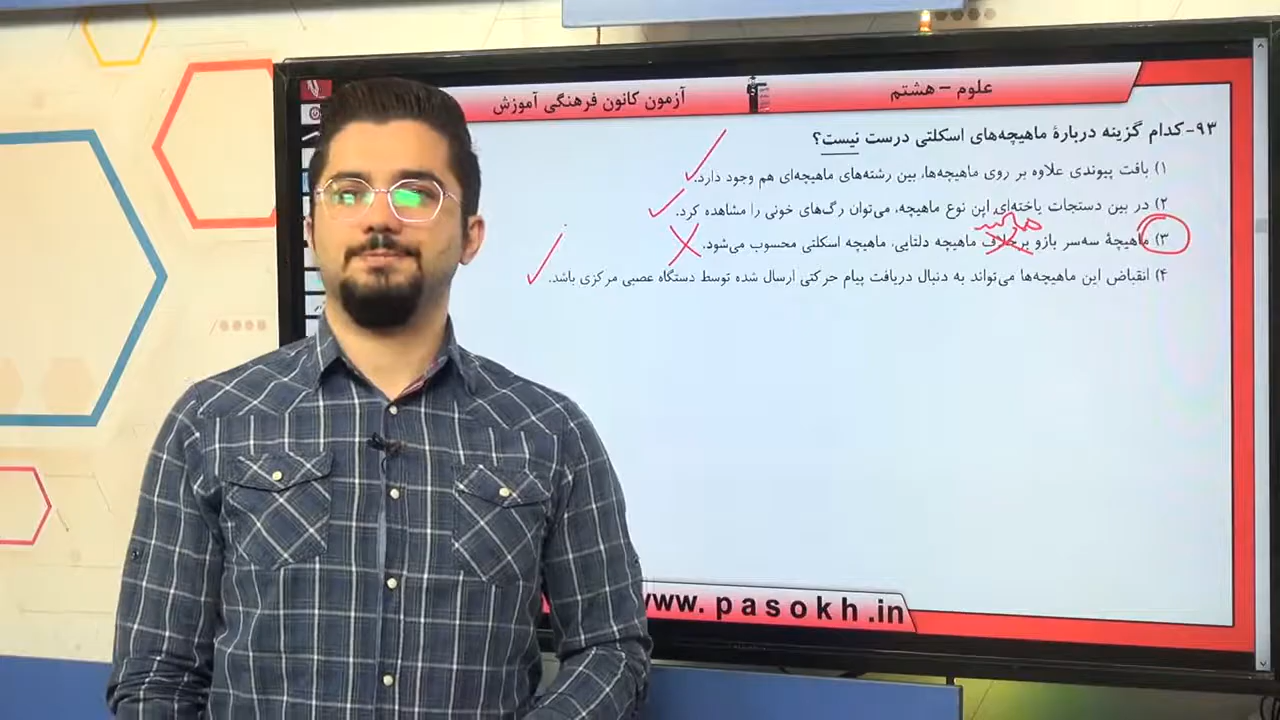 علوم – هشتم
آزمون کانون فرهنگی آموزش
۹۳- کدام گزینه دربارهٔ ماهیچه‌های اسکلتی درست نیست؟
۱) بافت پیوندی علاوه بر روی ماهیچه‌ها، بین رشته‌های ماهیچه‌ای هم وجود دارد.
۲) در بین دستجات یاخته‌ای این نوع ماهیچه، می‌توان رگ‌های خونی را مشاهده کرد.
مانند
۳) ماهیچهٔ سه‌سر بازو برخلاف ماهیچه دلتایی، ماهیچه اسکلتی محسوب می‌شود.
۴) انقباض این ماهیچه‌ها می‌تواند به دنبال دریافت پیام حرکتی ارسال شده توسط دستگاه عصبی مرکزی باشد.
www.pasokh.in